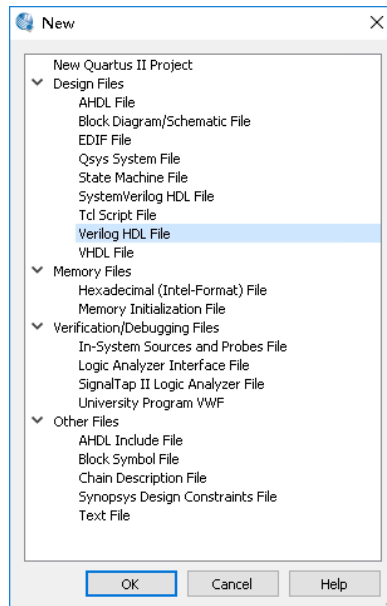 New
New Quartus II Project
Design Files
AHDL File
Block Diagram/Schematic File
EDIF File
Qsys System File
State Machine File
SystemVerilog HDL File
Tcl Script File
Verilog HDL File
VHDL File
Memory Files
Hexadecimal (Intel-Format) File
Memory Initialization File
Verification/Debugging Files
In-System Sources and Probes File
Logic Analyzer Interface File
SignalTap II Logic Analyzer File
University Program VWF
Other Files
AHDL Include File
Block Symbol File
Chain Description File
Synopsys Design Constraints File
Text File
OK Cancel Help